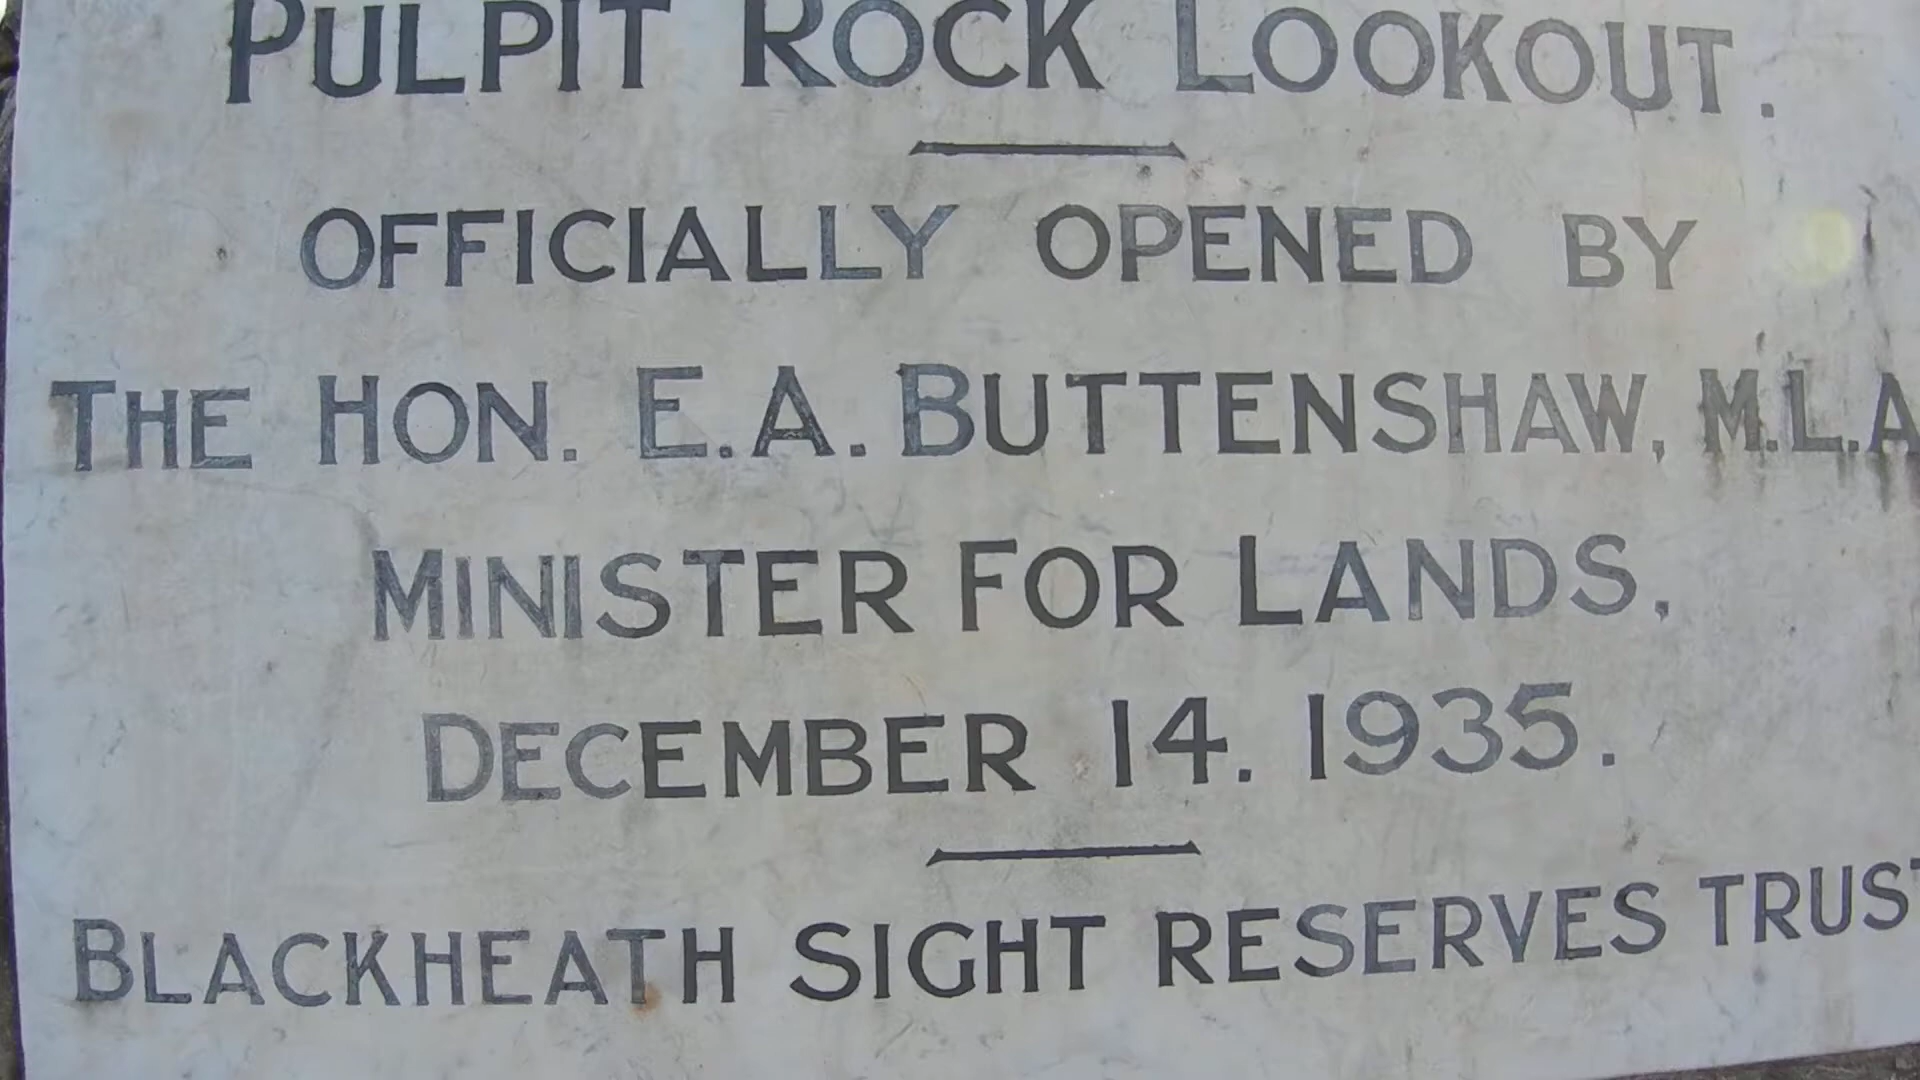 PULPIT ROCK LOOKOUT.
OFFICIALLY OPENED BY
THE HON. E.A. BUTTENSHAW, M.L.A
MINISTER FOR LANDS,
DECEMBER 14. 1935.
BLACKHEATH SIGHT RESERVES TRUST